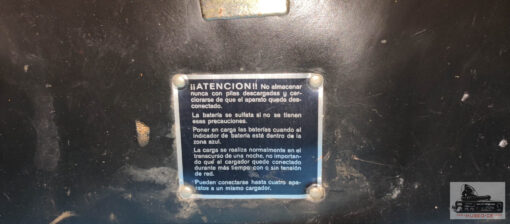 ¡¡ATENCION!! No almacenar
nunca con pilas descargadas y cer-
ciorarse de que el aparato quede des-
conectado.
La batería se sulfata si no se tienen
esas precauciones.
Poner en carga las baterías cuando el
indicador de batería esté dentro de la
zona azul.
La carga se realiza normalmente en el
transcurso de una noche, no importan-
do que el cargador quede conectado
durante más tiempo con o sin tensión
de red.
Pueden conectarse hasta cuatro apa-
ratos a un mismo cargador.